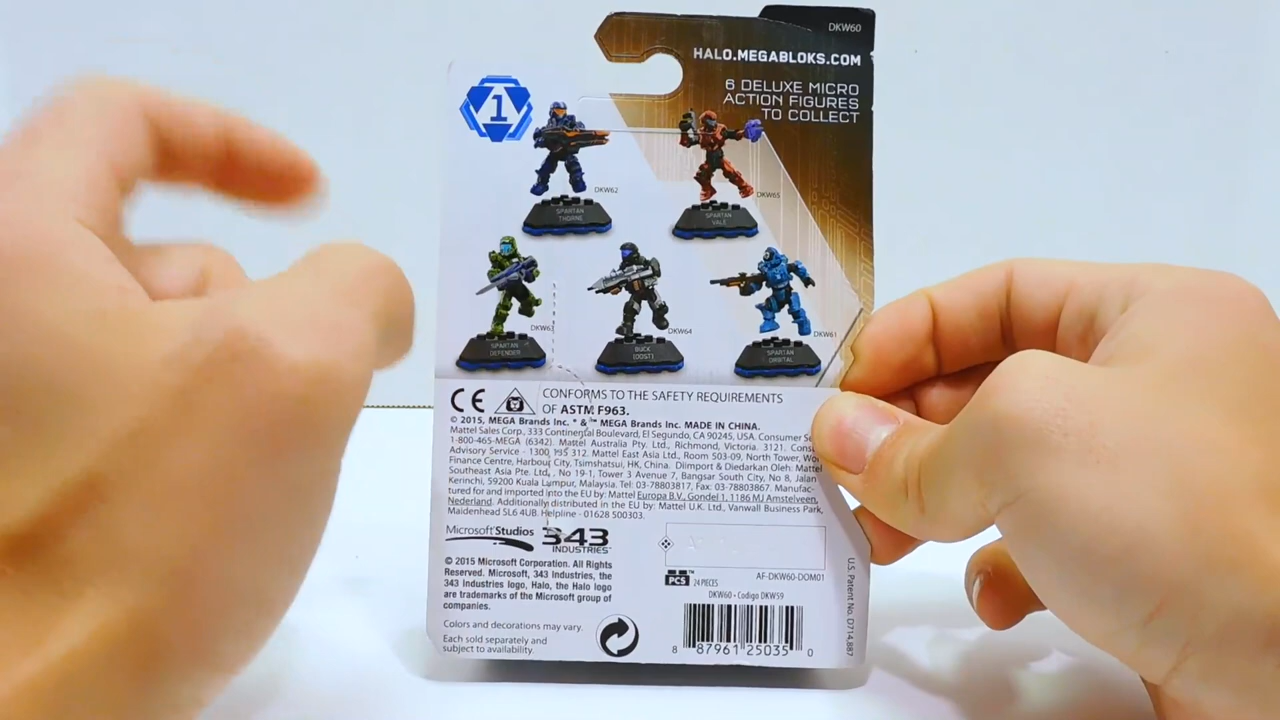 DKW60
HALO.MEGABLOKS.COM
6 DELUXE MICRO
ACTION FIGURES
TO COLLECT
1
DKW62
SPARTAN
THORNE
DKW65
SPARTAN
VALE
DKW63
SPARTAN
DEFENDER
DKW64
BUCK
(ODST)
DKW61
SPARTAN
ORBITAL
CE
CONFORMS TO THE SAFETY REQUIREMENTS
OF ASTM F963.
© 2015, MEGA Brands Inc. ® & ™ MEGA Brands Inc. MADE IN CHINA.
Mattel Sales Corp., 333 Continental Boulevard, El Segundo, CA 90245, USA. Consumer
1-800-465-MEGA (6342). Mattel Australia Pty. Ltd., Richmond, Victoria. 3121.
Advisory Service - 1300 135 312. Mattel East Asia Ltd., Room 503-09, North Tower,
Finance Centre, Harbour City, Tsimshatsui, HK, China. Diimport & Diedarkan Oleh: Mattel
Southeast Asia Pte. Ltd., No 19-1, Tower 3 Avenue 7, Bangsar South City, No 8, Jalan
Kerinchi, 59200 Kuala Lumpur, Malaysia. Tel: 03-78803817, Fax: 03-78803867. Manufac-
tured for and imported into the EU by: Mattel Europa B.V., Gondel 1, 1186 MJ Amstelveen,
Nederland. Additionally distributed in the EU by: Mattel U.K. Ltd., Vanwall Business Park,
Maidenhead SL6 4UB. Helpline - 01628 500303.
Microsoft Studios
343
INDUSTRIES™
© 2015 Microsoft Corporation. All Rights
Reserved. Microsoft, 343 Industries, the
343 Industries logo, Halo, the Halo logo
are trademarks of the Microsoft group of
companies.
Colors and decorations may vary.
Each sold separately and
subject to availability.
PCS™ 24 PIECES
AF-DKW60-DOM01
DKW60 • Codigo DKW59
8 87961 25035 0
U.S. Patent No. D714,887